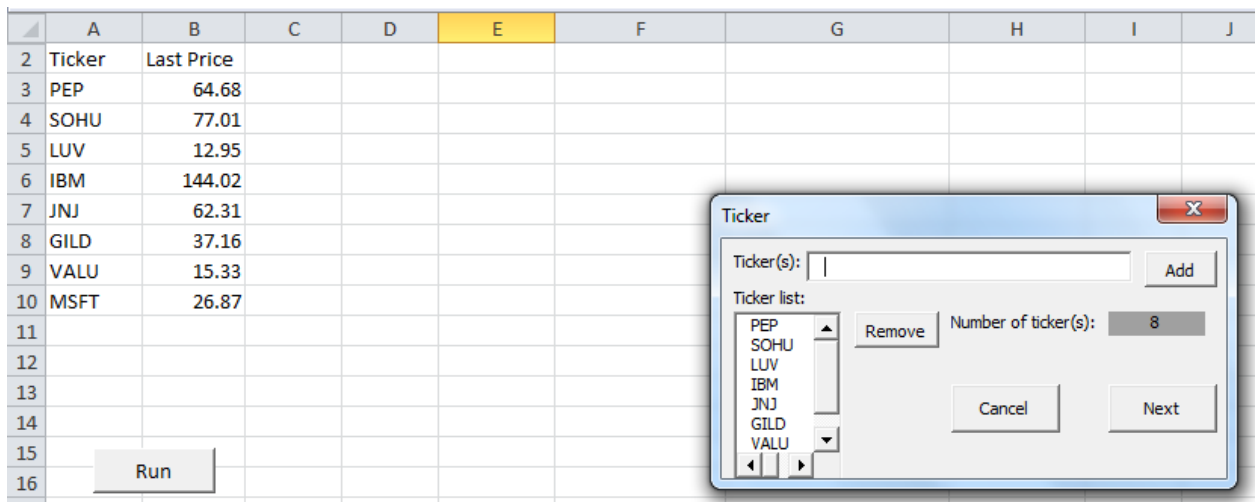 A B C D E F G H I J
2 Ticker Last Price
3 PEP 64.68
4 SOHU 77.01
5 LUV 12.95
6 IBM 144.02
7 JNJ 62.31
8 GILD 37.16
9 VALU 15.33
10 MSFT 26.87
11
12
13
14
15
16
Run
Ticker
Ticker(s):
Add
Ticker list:
PEP
SOHU
LUV
IBM
JNJ
GILD
VALU
Remove
Number of ticker(s): 8
Cancel
Next